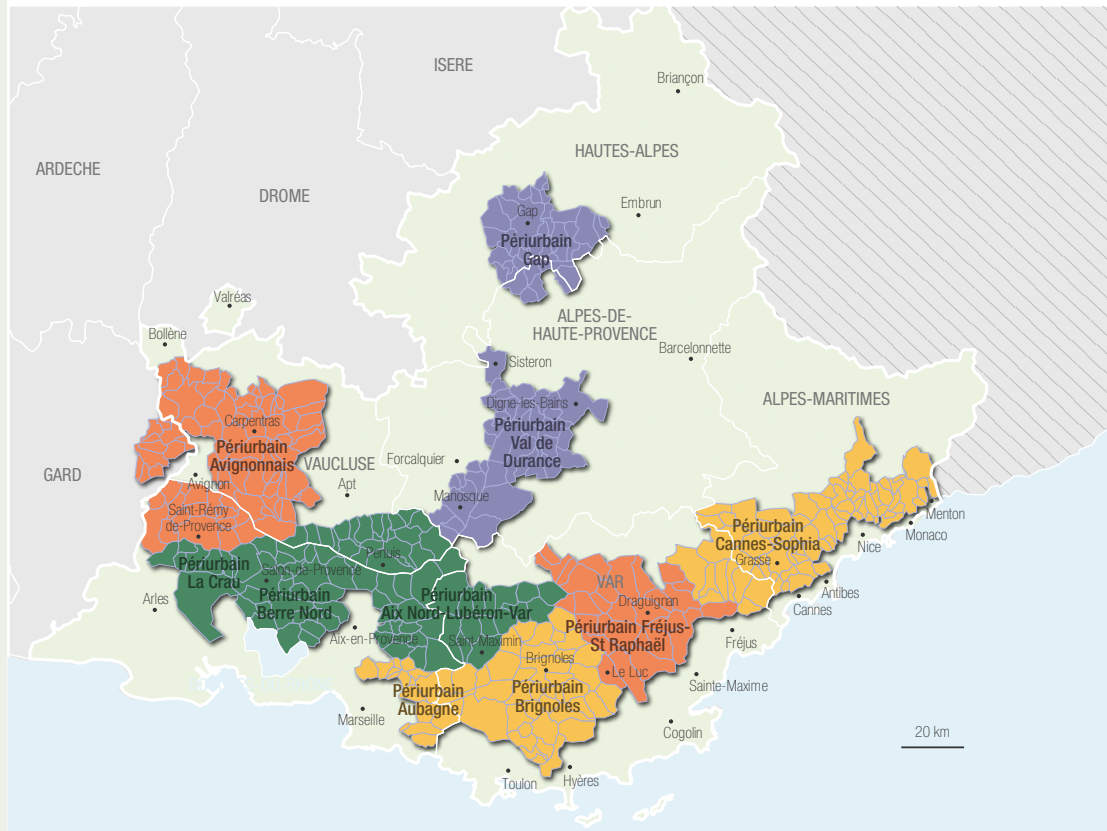 ISERE
Briançon
HAUTES-ALPES
ARDECHE
DROME
Embrun
Gap
Périurbain
Gap
Valréas
ALPES-DE-
HAUTE-PROVENCE
Bollène
Barcelonnette
Sisteron
ALPES-MARITIMES
Digne-les-Bains
Carpentras
Périurbain
Val de
Durance
Périurbain
Avignonnais
VAUCLUSE
Forcalquier
GARD
Avignon
Apt
Manosque
Saint-Rémy
de-Provence
Menton
Monaco
Périurbain
Cannes-Sophia
Nice
Grasse
Pertuis
Périurbain
La Crau
Salon-de-Provence
VAR
Antibes
Arles
Périurbain
Berre Nord
Périurbain
Aix Nord-Lubéron-Var
Draguignan
Cannes
Périurbain Fréjus-
St Raphaël
Aix-en-Provence
Saint-Maximin
Fréjus
Brignoles
Le Luc
Sainte-Maxime
Périurbain
Aubagne
Périurbain
Brignoles
Marseille
Cogolin
20 km
Toulon
Hyères